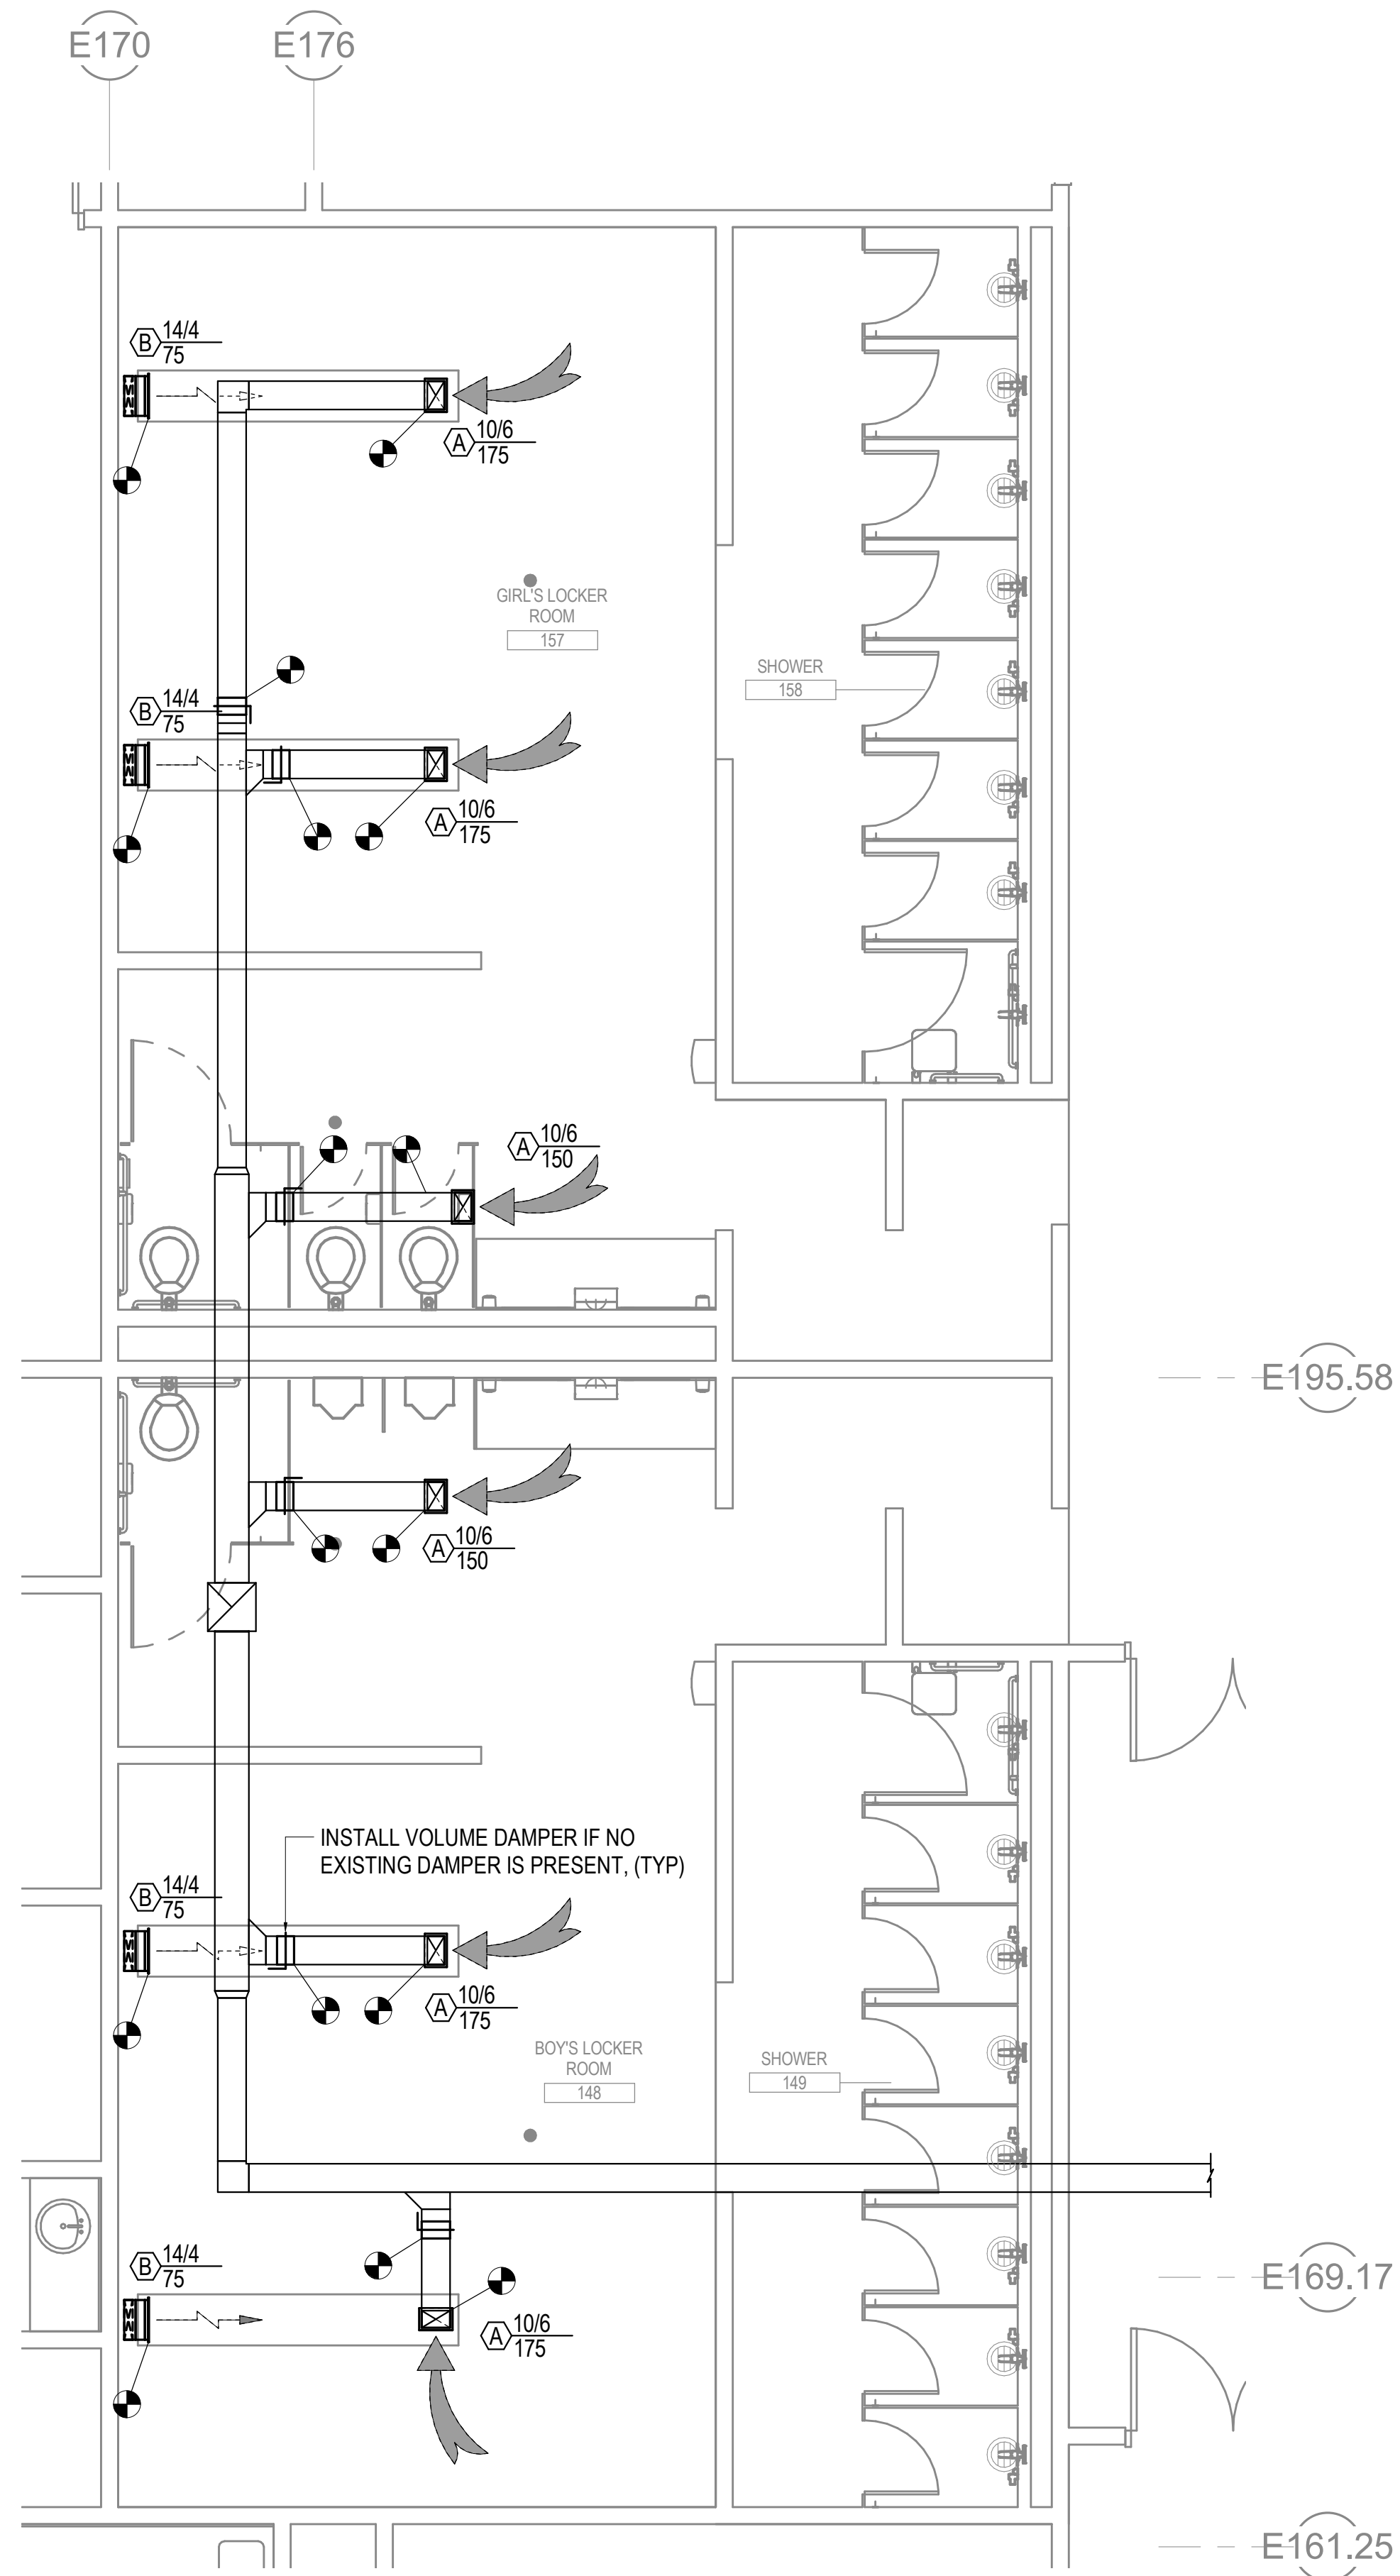 E170
E176
B 14/4
75
A 10/6
175
GIRL'S LOCKER
ROOM
157
SHOWER
158
B 14/4
75
A 10/6
175
A 10/6
150
E195.58
A 10/6
150
INSTALL VOLUME DAMPER IF NO
EXISTING DAMPER IS PRESENT, (TYP)
B 14/4
75
A 10/6
175
BOY'S LOCKER
ROOM
148
SHOWER
149
B 14/4
75
E169.17
A 10/6
175
E161.25